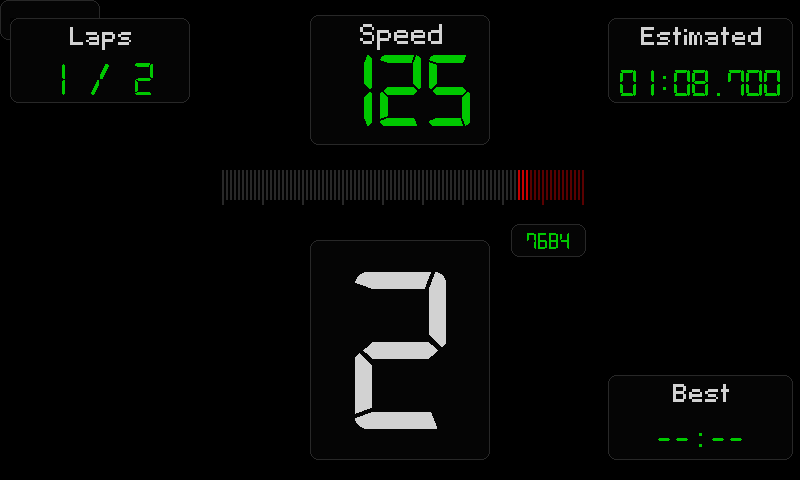 Laps
1 / 2
Speed
125
Estimated
01:08.700
7684
2
Best
--:--